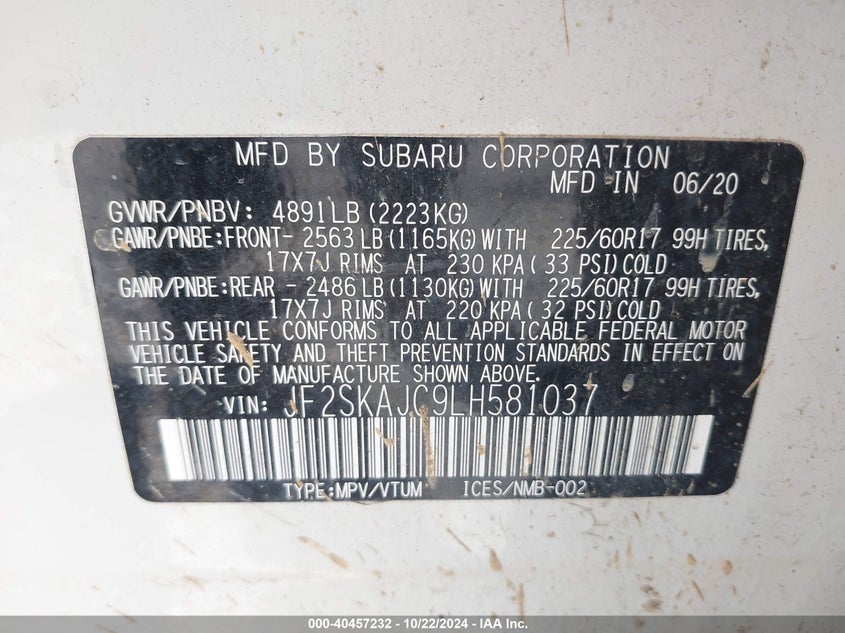 MFD BY SUBARU CORPORATION
MFD IN 06/20
GVWR/PNBV: 4891LB (2223KG)
GAWR/PNBE:FRONT- 2563 LB (1165KG) WITH 225/60R17 99H TIRES,
17X7J RIMS AT 230 KPA ( 33 PSI) COLD
GAWR/PNBE:REAR - 2486 LB (1130KG) WITH 225/60R17 99H TIRES,
17X7J RIMS AT 220 KPA ( 32 PSI) COLD
THIS VEHICLE CONFORMS TO ALL APPLICABLE FEDERAL MOTOR
VEHICLE SAFETY AND THEFT PREVENTION STANDARDS IN EFFECT ON
THE DATE OF MANUFACTURE SHOWN ABOVE.
VIN: JF2SKAJC9LH581037
TYPE:MPV/VTUM ICES/NMB-002
000-40457232 - 10/22/2024 - IAA Inc.